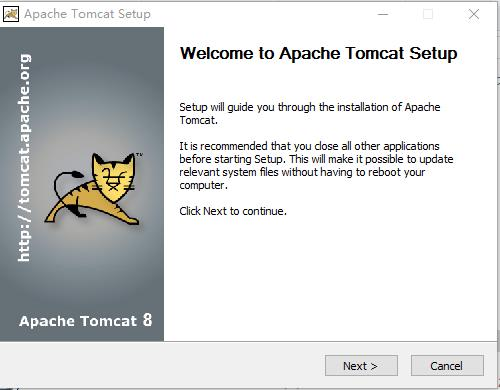 Apache Tomcat Setup
http://tomcat.apache.org
™
Apache Tomcat 8
Welcome to Apache Tomcat Setup
Setup will guide you through the installation of Apache
Tomcat.
It is recommended that you close all other applications
before starting Setup. This will make it possible to update
relevant system files without having to reboot your
computer.
Click Next to continue.
Next >
Cancel